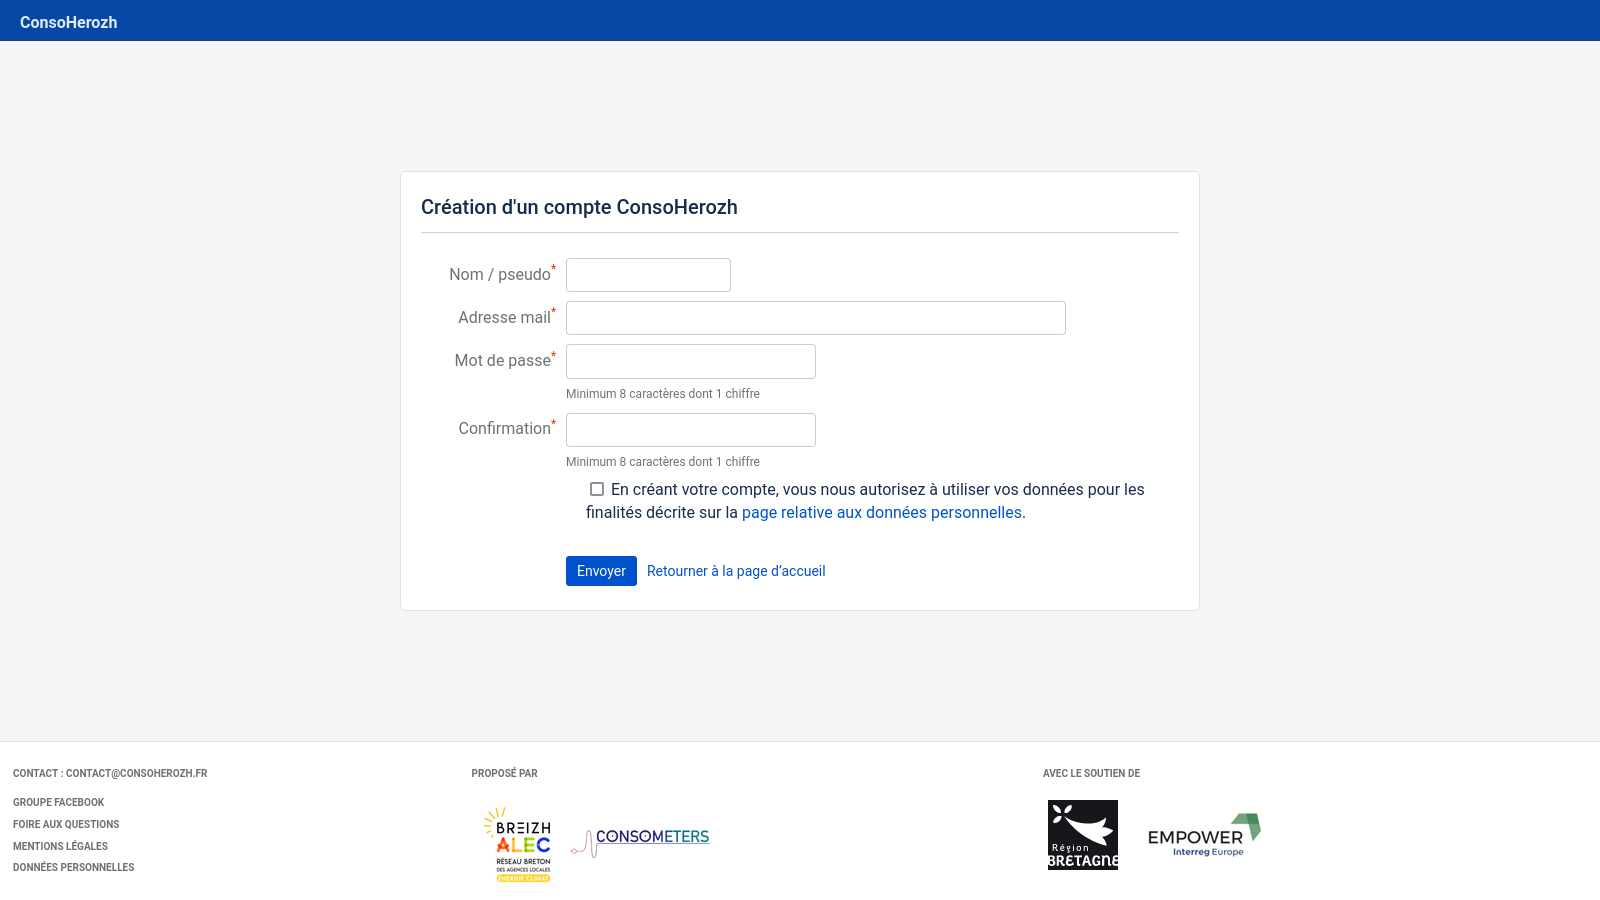 ConsoHerozh
Création d'un compte ConsoHerozh
Nom / pseudo*
Adresse mail*
Mot de passe*
Minimum 8 caractères dont 1 chiffre
Confirmation*
Minimum 8 caractères dont 1 chiffre
En créant votre compte, vous nous autorisez à utiliser vos données pour les
finalités décrite sur la page relative aux données personnelles.
Envoyer Retourner à la page d’accueil
CONTACT : CONTACT@CONSOHEROZH.FR
GROUPE FACEBOOK
FOIRE AUX QUESTIONS
MENTIONS LÉGALES
DONNÉES PERSONNELLES
PROPOSÉ PAR
BREIZH
ALEC
RÉSEAU BRETON
DES AGENCES LOCALES
ÉNERGIE CLIMAT
CONSOMETERS
AVEC LE SOUTIEN DE
Région
BRETAGNE
EMPOWER
Interreg Europe